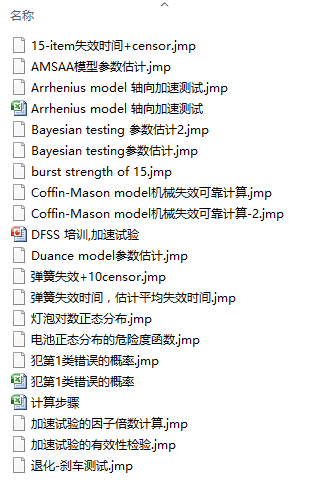 名称
15-item失效时间+censor.jmp
AMSAA模型参数估计.jmp
Arrhenius model 轴向加速测试.jmp
Arrhenius model 轴向加速测试
Bayesian testing 参数估计2.jmp
Bayesian testing参数估计.jmp
burst strength of 15.jmp
Coffin-Mason model机械失效可靠计算.jmp
Coffin-Mason model机械失效可靠计算-2.jmp
DFSS 培训,加速试验
Duance model参数估计.jmp
弹簧失效+10censor.jmp
弹簧失效时间，估计平均失效时间.jmp
灯泡对数正态分布.jmp
电池正态分布的危险度函数.jmp
犯第1类错误的概率.jmp
犯第1类错误的概率
计算步骤
加速试验的因子倍数计算.jmp
加速试验的有效性检验.jmp
退化-刹车测试.jmp